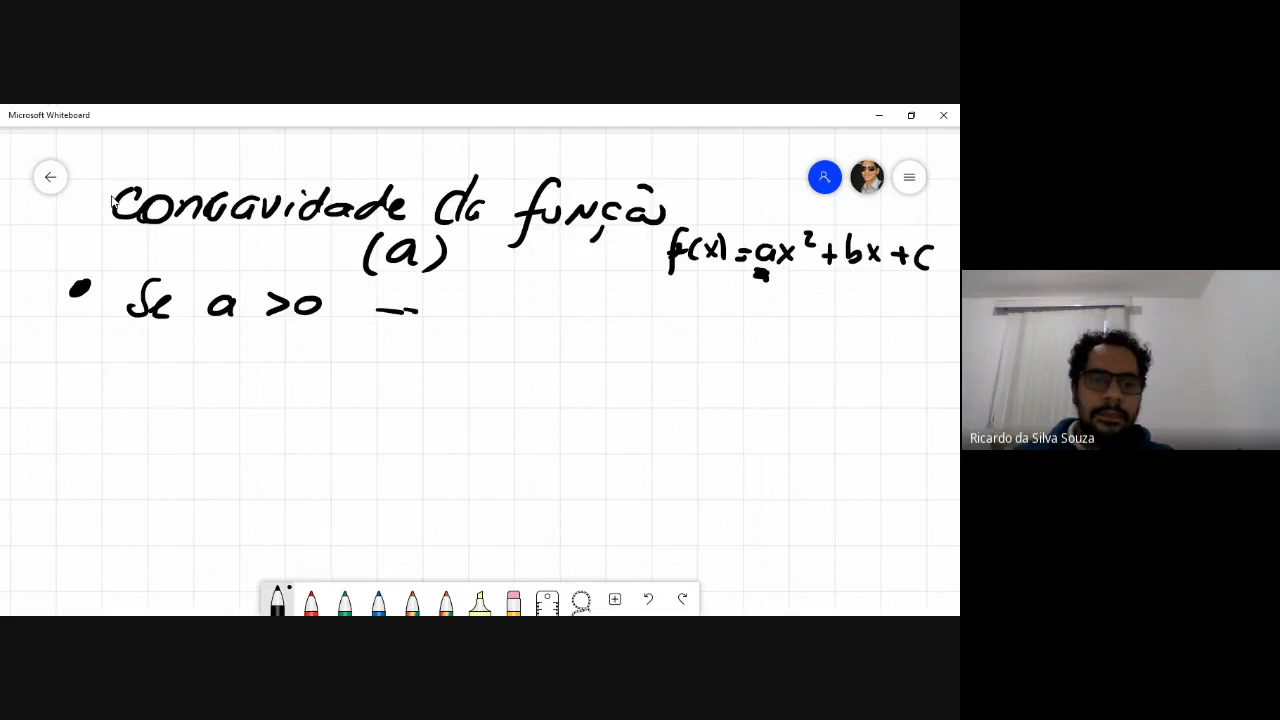 Microsoft Whiteboard
Concavidade da função
(a)
f(x) = ax² + bx + c
Se a >0 —
Ricardo da Silva Souza